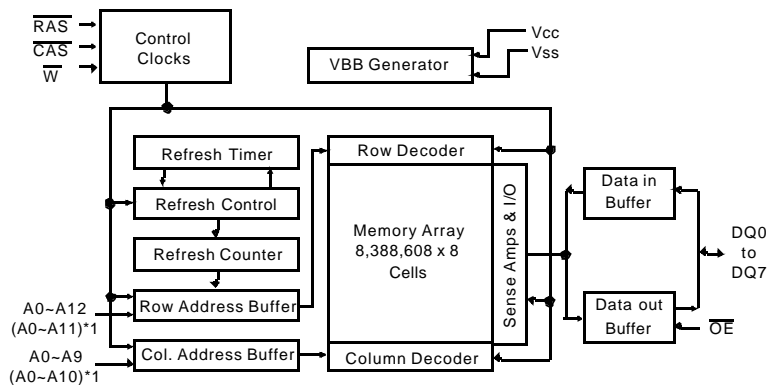 RAS
CAS
W
Control
Clocks
VBB Generator
Vcc
Vss
Refresh Timer
Refresh Control
Refresh Counter
Row Address Buffer
Col. Address Buffer
A0~A12
(A0~A11)*1
A0~A9
(A0~A10)*1
Row Decoder
Memory Array
8,388,608 x 8
Cells
Column Decoder
Sense Amps & I/O
Data in
Buffer
Data out
Buffer
DQ0
to
DQ7
OE